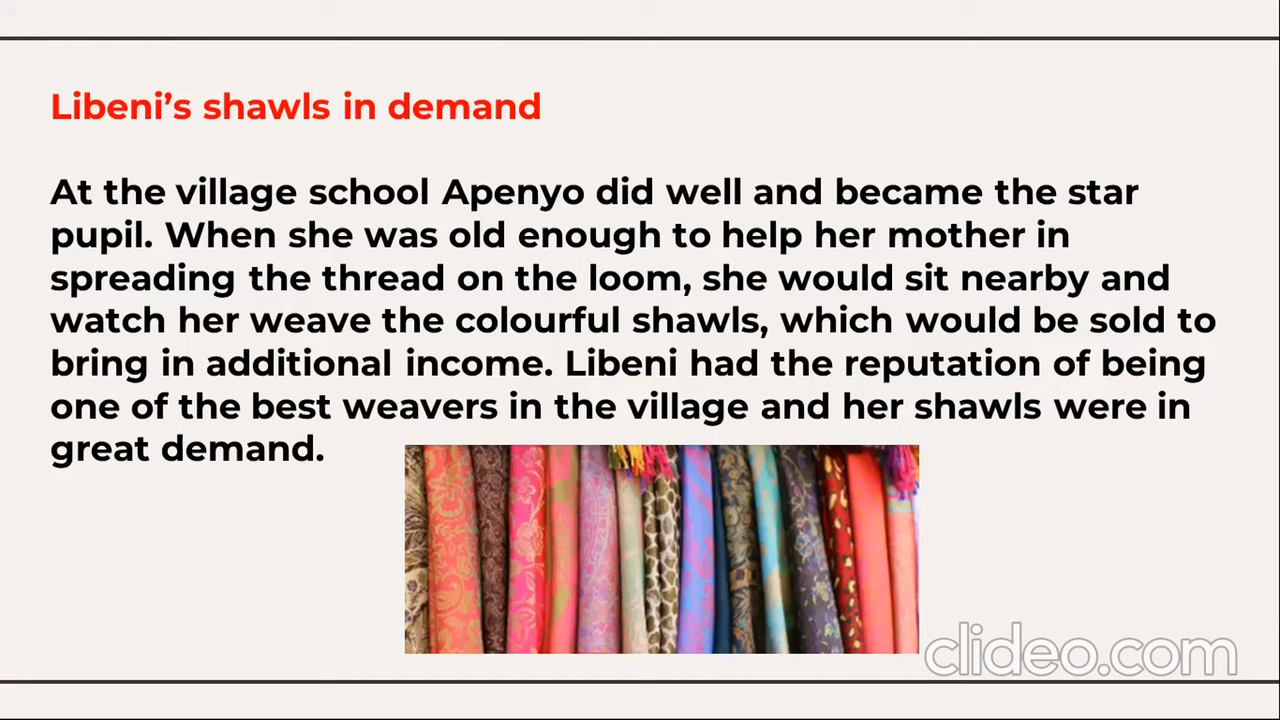 Libeni’s shawls in demand
At the village school Apenyo did well and became the star
pupil. When she was old enough to help her mother in
spreading the thread on the loom, she would sit nearby and
watch her weave the colourful shawls, which would be sold to
bring in additional income. Libeni had the reputation of being
one of the best weavers in the village and her shawls were in
great demand.
clideo.com